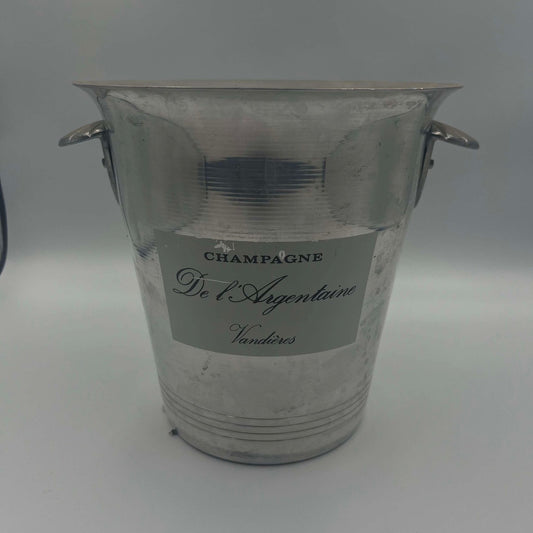 CHAMPAGNE
De l'Argentaine
Vandières